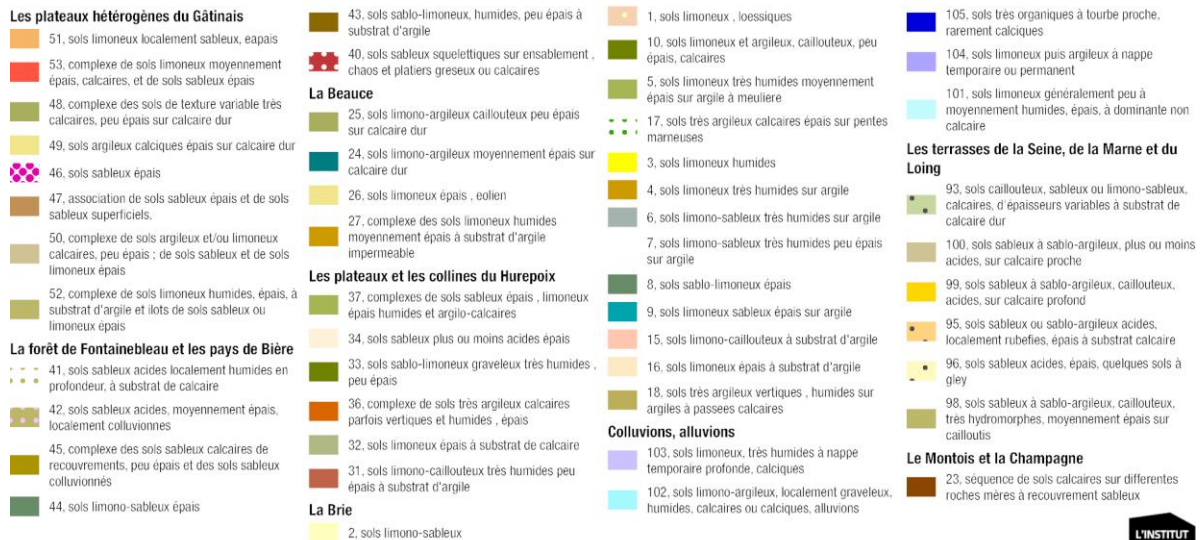 Les plateaux hétérogènes du Gâtinais
51, sols limoneux localement sableux, eapais
53, complexe de sols limoneux moyennement
épais, calcaires, et de sols sableux épais
48, complexe des sols de texture variable très
calcaires, peu épais sur calcaire dur
49, sols argileux calciques épais sur calcaire dur
46, sols sableux épais
47, association de sols sableux épais et de sols
sableux superficiels.
50, complexe de sols argileux et/ou limoneux
calcaires, peu épais ; de sols sableux et de sols
limoneux épais
52, complexe de sols limoneux humides, épais, à
substrat d'argile et ilots de sols sableux ou
limoneux épais
La forêt de Fontainebleau et les pays de Bière
41, sols sableux acides localement humides en
profondeur, à substrat de calcaire
42, sols sableux acides, moyennement épais,
localement colluvionnes
45, complexe des sols sableux calcaires de
recouvrements, peu épais et des sols sableux
colluvionnés
44, sols limono-sableux épais
43, sols sablo-limoneux, humides, peu épais à
substrat d'argile
40, sols sableux squelettiques sur ensablement ,
chaos et platiers greseux ou calcaires
La Beauce
25, sols limono-argileux caillouteux peu épais
sur calcaire dur
24, sols limono-argileux moyennement épais sur
calcaire dur
26, sols limoneux épais , eolien
27, complexe des sols limoneux humides
moyennement épais à substrat d'argile
impermeable
Les plateaux et les collines du Hurepoix
37, complexes de sols sableux épais , limoneux
épais humides et argilo-calcaires
34, sols sableux plus ou moins acides épais
33, sols sablo-limoneux graveleux très humides ,
peu épais
36, complexe de sols très argileux calcaires
parfois vertiques et humides , épais
32, sols limoneux épais à substrat de calcaire
31, sols limono-caillouteux très humides peu
épais à substrat d'argile
La Brie
2, sols limono-sableux
1, sols limoneux , loessiques
10, sols limoneux et argileux, caillouteux, peu
épais, calcaires
5, sols limoneux très humides moyennement
épais sur argile à meuliere
17, sols très argileux calcaires épais sur pentes
marneuses
3, sols limoneux humides
4, sols limoneux très humides sur argile
6, sols limono-sableux très humides sur argile
7, sols limono-sableux très humides peu épais
sur argile
8, sols sablo-limoneux épais
9, sols limoneux sableux épais sur argile
15, sols limono-caillouteux à substrat d'argile
16, sols limoneux épais à substrat d'argile
18, sols très argileux vertiques , humides sur
argiles à passees calcaires
Colluvions, alluvions
103, sols limoneux, très humides à nappe
temporaire profonde, calciques
102, sols limono-argileux, localement graveleux,
humides, calcaires ou calciques, alluvions
105, sols très organiques à tourbe proche,
rarement calciques
104, sols limoneux puis argileux à nappe
temporaire ou permanent
101, sols limoneux généralement peu à
moyennement humides, épais, à dominante non
calcaire
Les terrasses de la Seine, de la Marne et du
Loing
93, sols caillouteux, sableux ou limono-sableux,
calcaires, d'épaisseurs variables à substrat de
calcaire dur
100, sols sableux à sablo-argileux, plus ou moins
acides, sur calcaire proche
99, sols sableux à sablo-argileux, caillouteux,
acides, sur calcaire profond
95, sols sableux ou sablo-argileux acides,
localement rubefies, épais à substrat calcaire
96, sols sableux acides, épais, quelques sols à
gley
98, sols sableux à sablo-argileux, caillouteux,
très hydromorphes, moyennement épais sur
cailloutis
Le Montois et la Champagne
23, séquence de sols calcaires sur differentes
roches mères à recouvrement sableux
L'INSTITUT